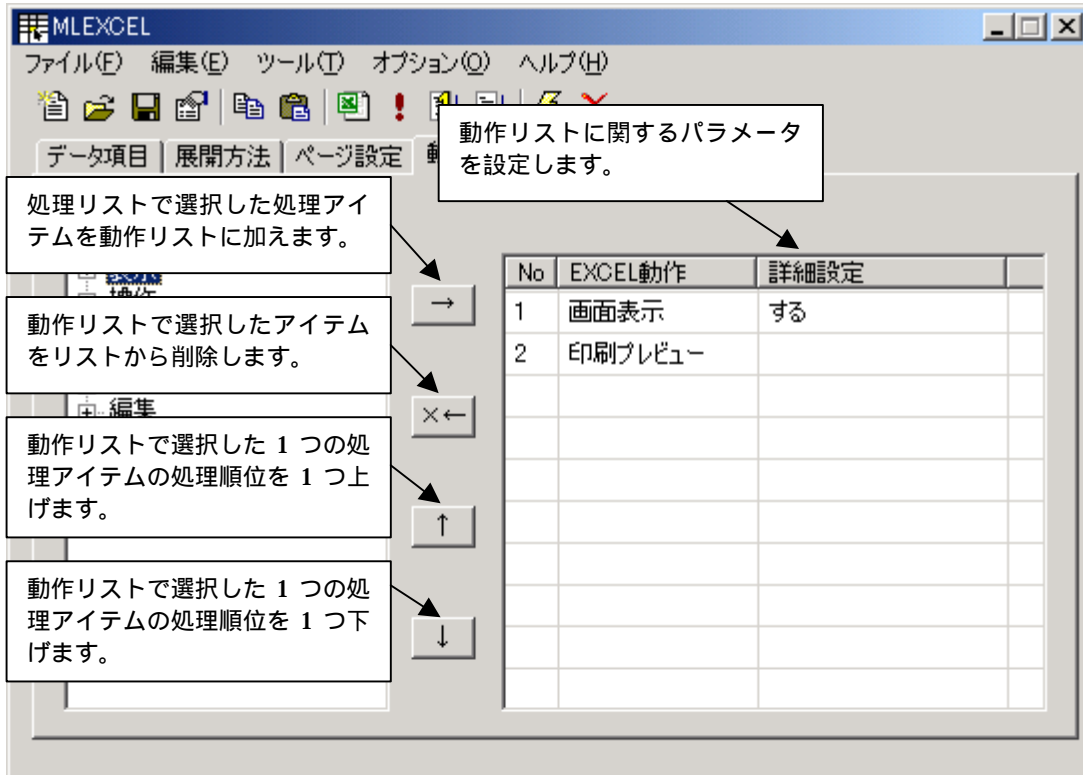 MLEXCEL
ファイル(F) 編集(E) ツール(T) オプション(O) ヘルプ(H)
動作リストに関するパラメータ
を設定します。
データ項目 展開方法 ページ設定
処理リストで選択した処理アイ
テムを動作リストに加えます。
No EXCEL動作 詳細設定
→
1 画面表示 する
動作リストで選択したアイテム
をリストから削除します。
2 印刷プレビュー
編集
×←
動作リストで選択した 1 つの処
理アイテムの処理順位を 1 つ上
げます。
↑
動作リストで選択した 1 つの処
理アイテムの処理順位を 1 つ下
げます。
↓